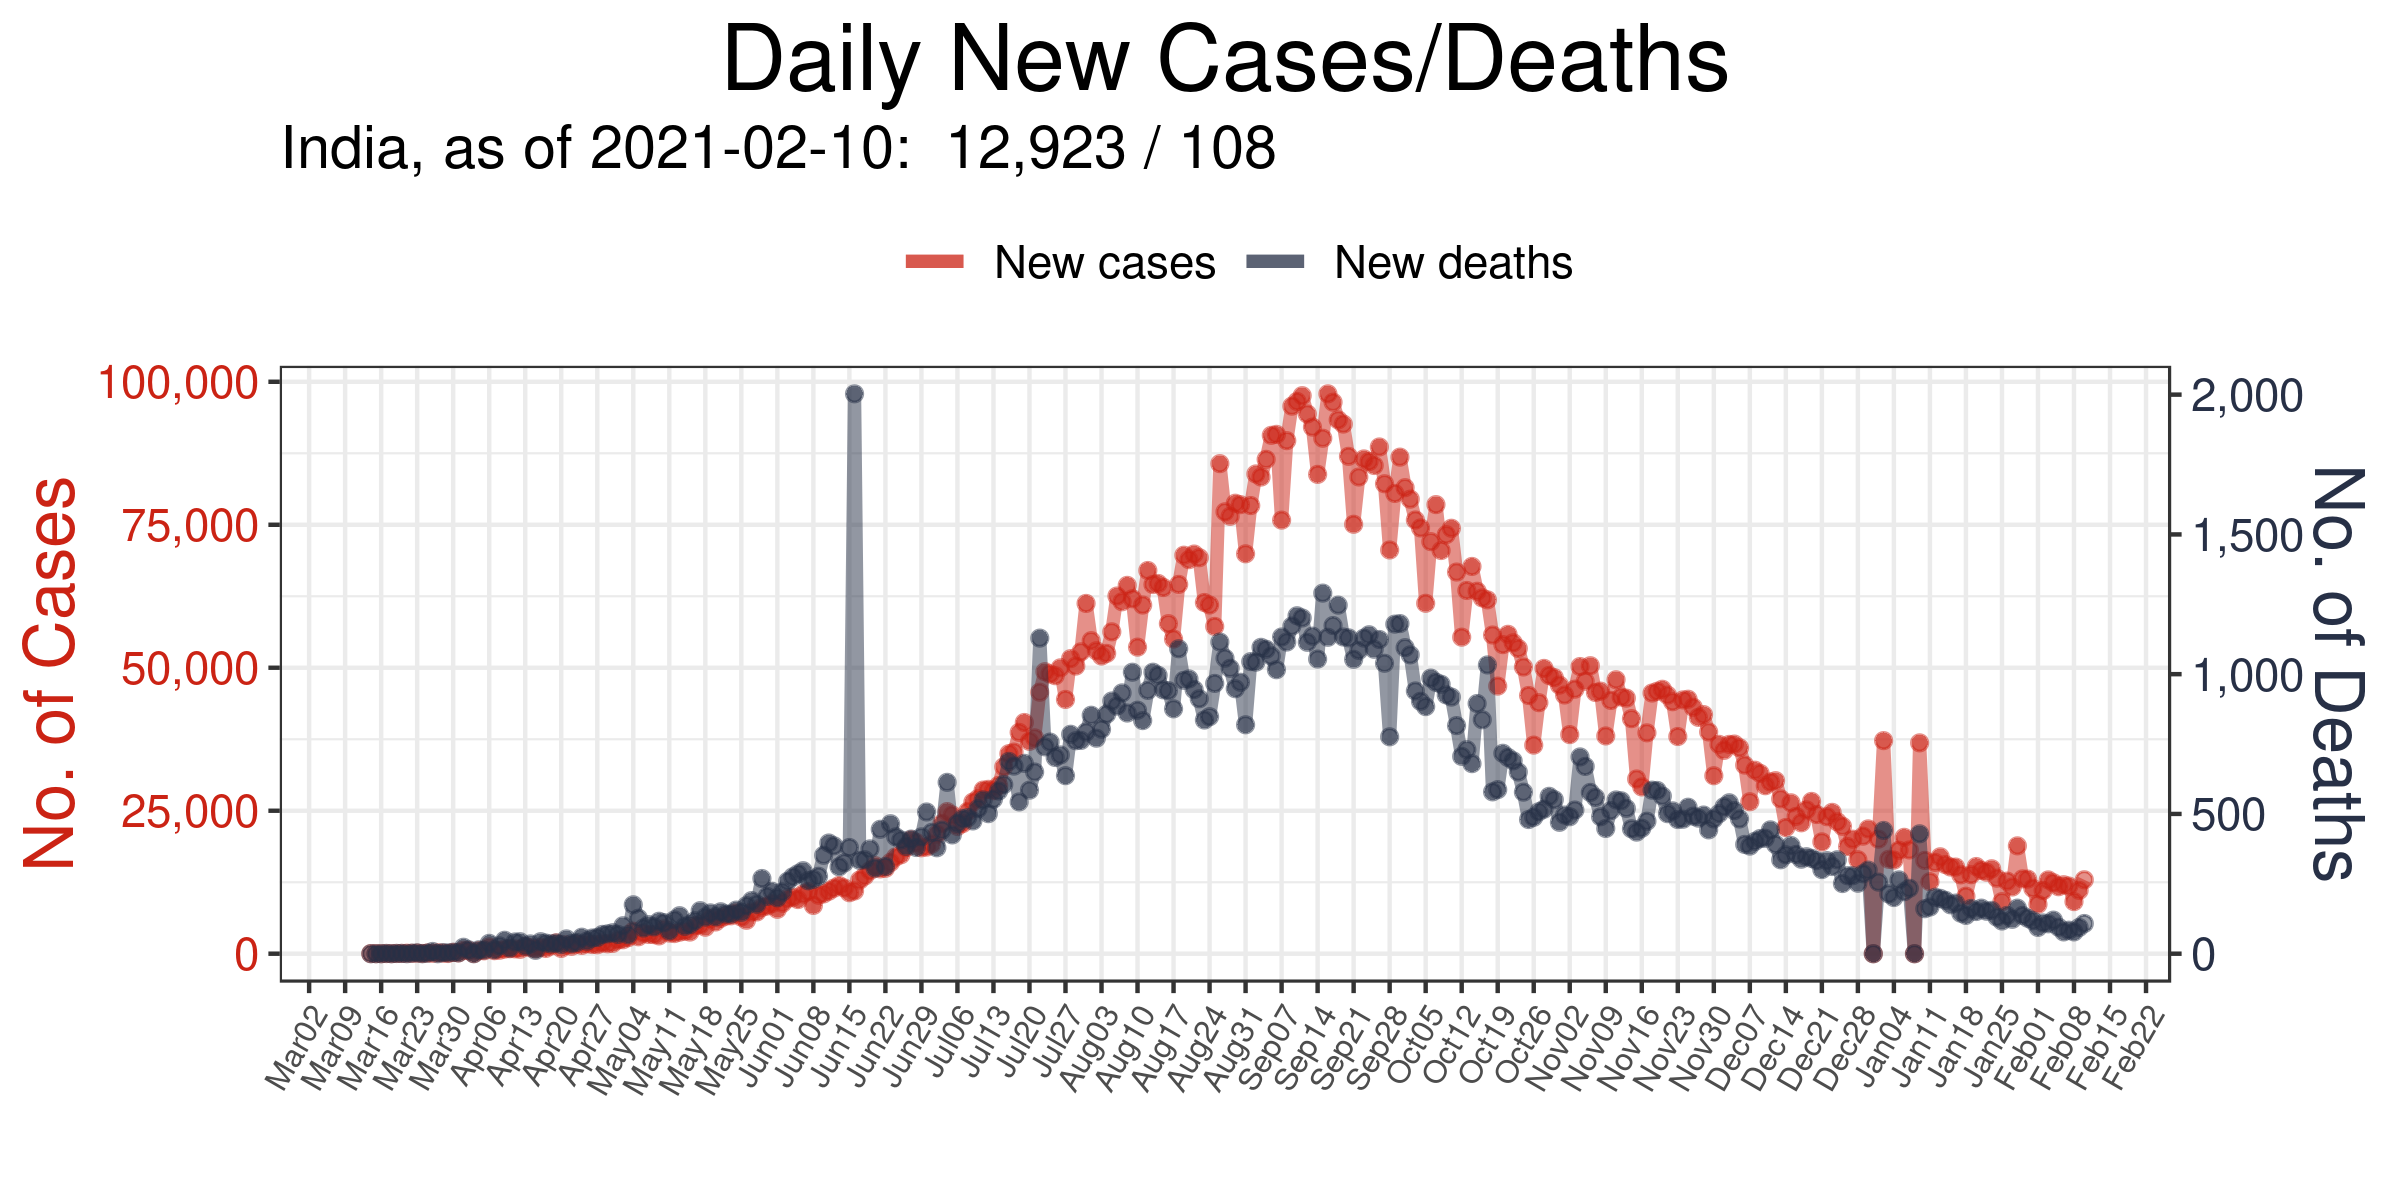 Daily New Cases/Deaths
India, as of 2021-02-10:  12,923 / 108
New cases New deaths
No. of Cases
100,000
75,000
50,000
25,000
0
2,000
1,500
1,000
500
0
No. of Deaths
Mar02 Mar09 Mar16 Mar23 Mar30 Apr06 Apr13 Apr20 Apr27 May04 May11 May18 May25 Jun01 Jun08 Jun15 Jun22 Jun29 Jul06 Jul13 Jul20 Jul27 Aug03 Aug10 Aug17 Aug24 Aug31 Sep07 Sep14 Sep21 Sep28 Oct05 Oct12 Oct19 Oct26 Nov02 Nov09 Nov16 Nov23 Nov30 Dec07 Dec14 Dec21 Dec28 Jan04 Jan11 Jan18 Jan25 Feb01 Feb08 Feb15 Feb22